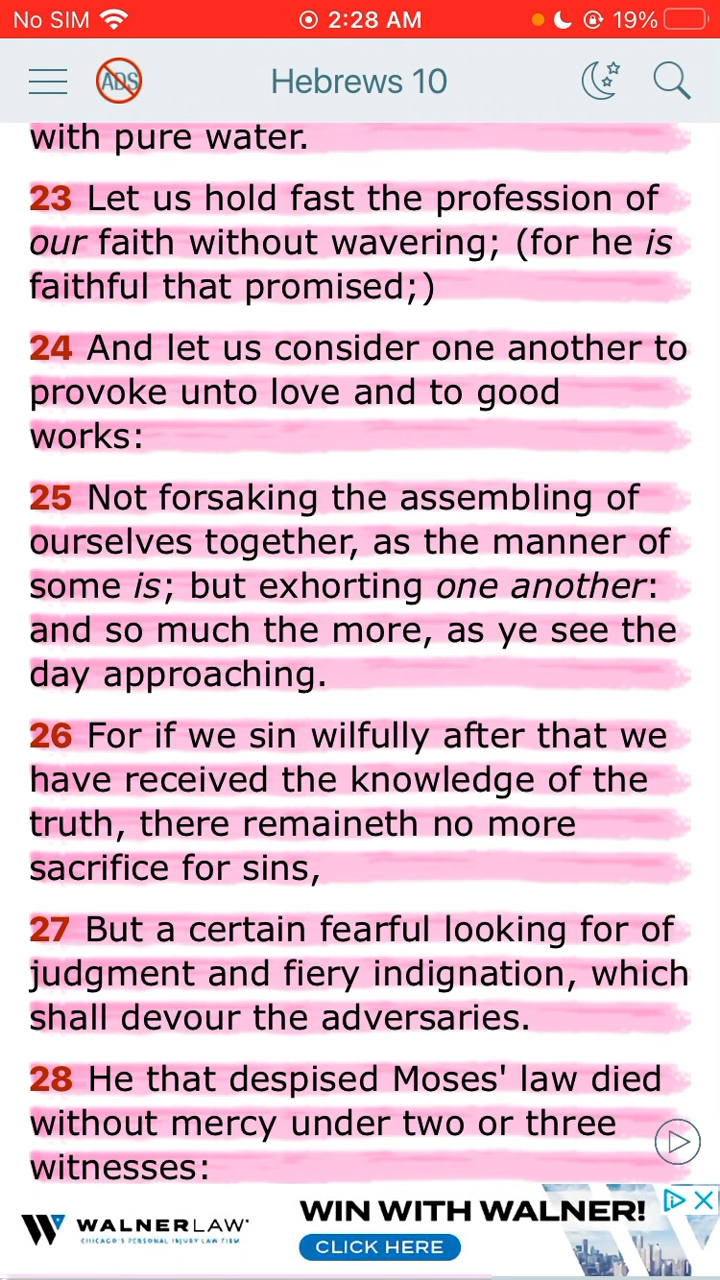 No SIM 2:28 AM 19%
ADS Hebrews 10
with pure water.
23 Let us hold fast the profession of
our faith without wavering; (for he is
faithful that promised;)
24 And let us consider one another to
provoke unto love and to good
works:
25 Not forsaking the assembling of
ourselves together, as the manner of
some is; but exhorting one another:
and so much the more, as ye see the
day approaching.
26 For if we sin wilfully after that we
have received the knowledge of the
truth, there remaineth no more
sacrifice for sins,
27 But a certain fearful looking for of
judgment and fiery indignation, which
shall devour the adversaries.
28 He that despised Moses' law died
without mercy under two or three
witnesses:
WALNERLAW
CHICAGO'S PERSONAL INJURY LAW FIRM
WIN WITH WALNER!
CLICK HERE